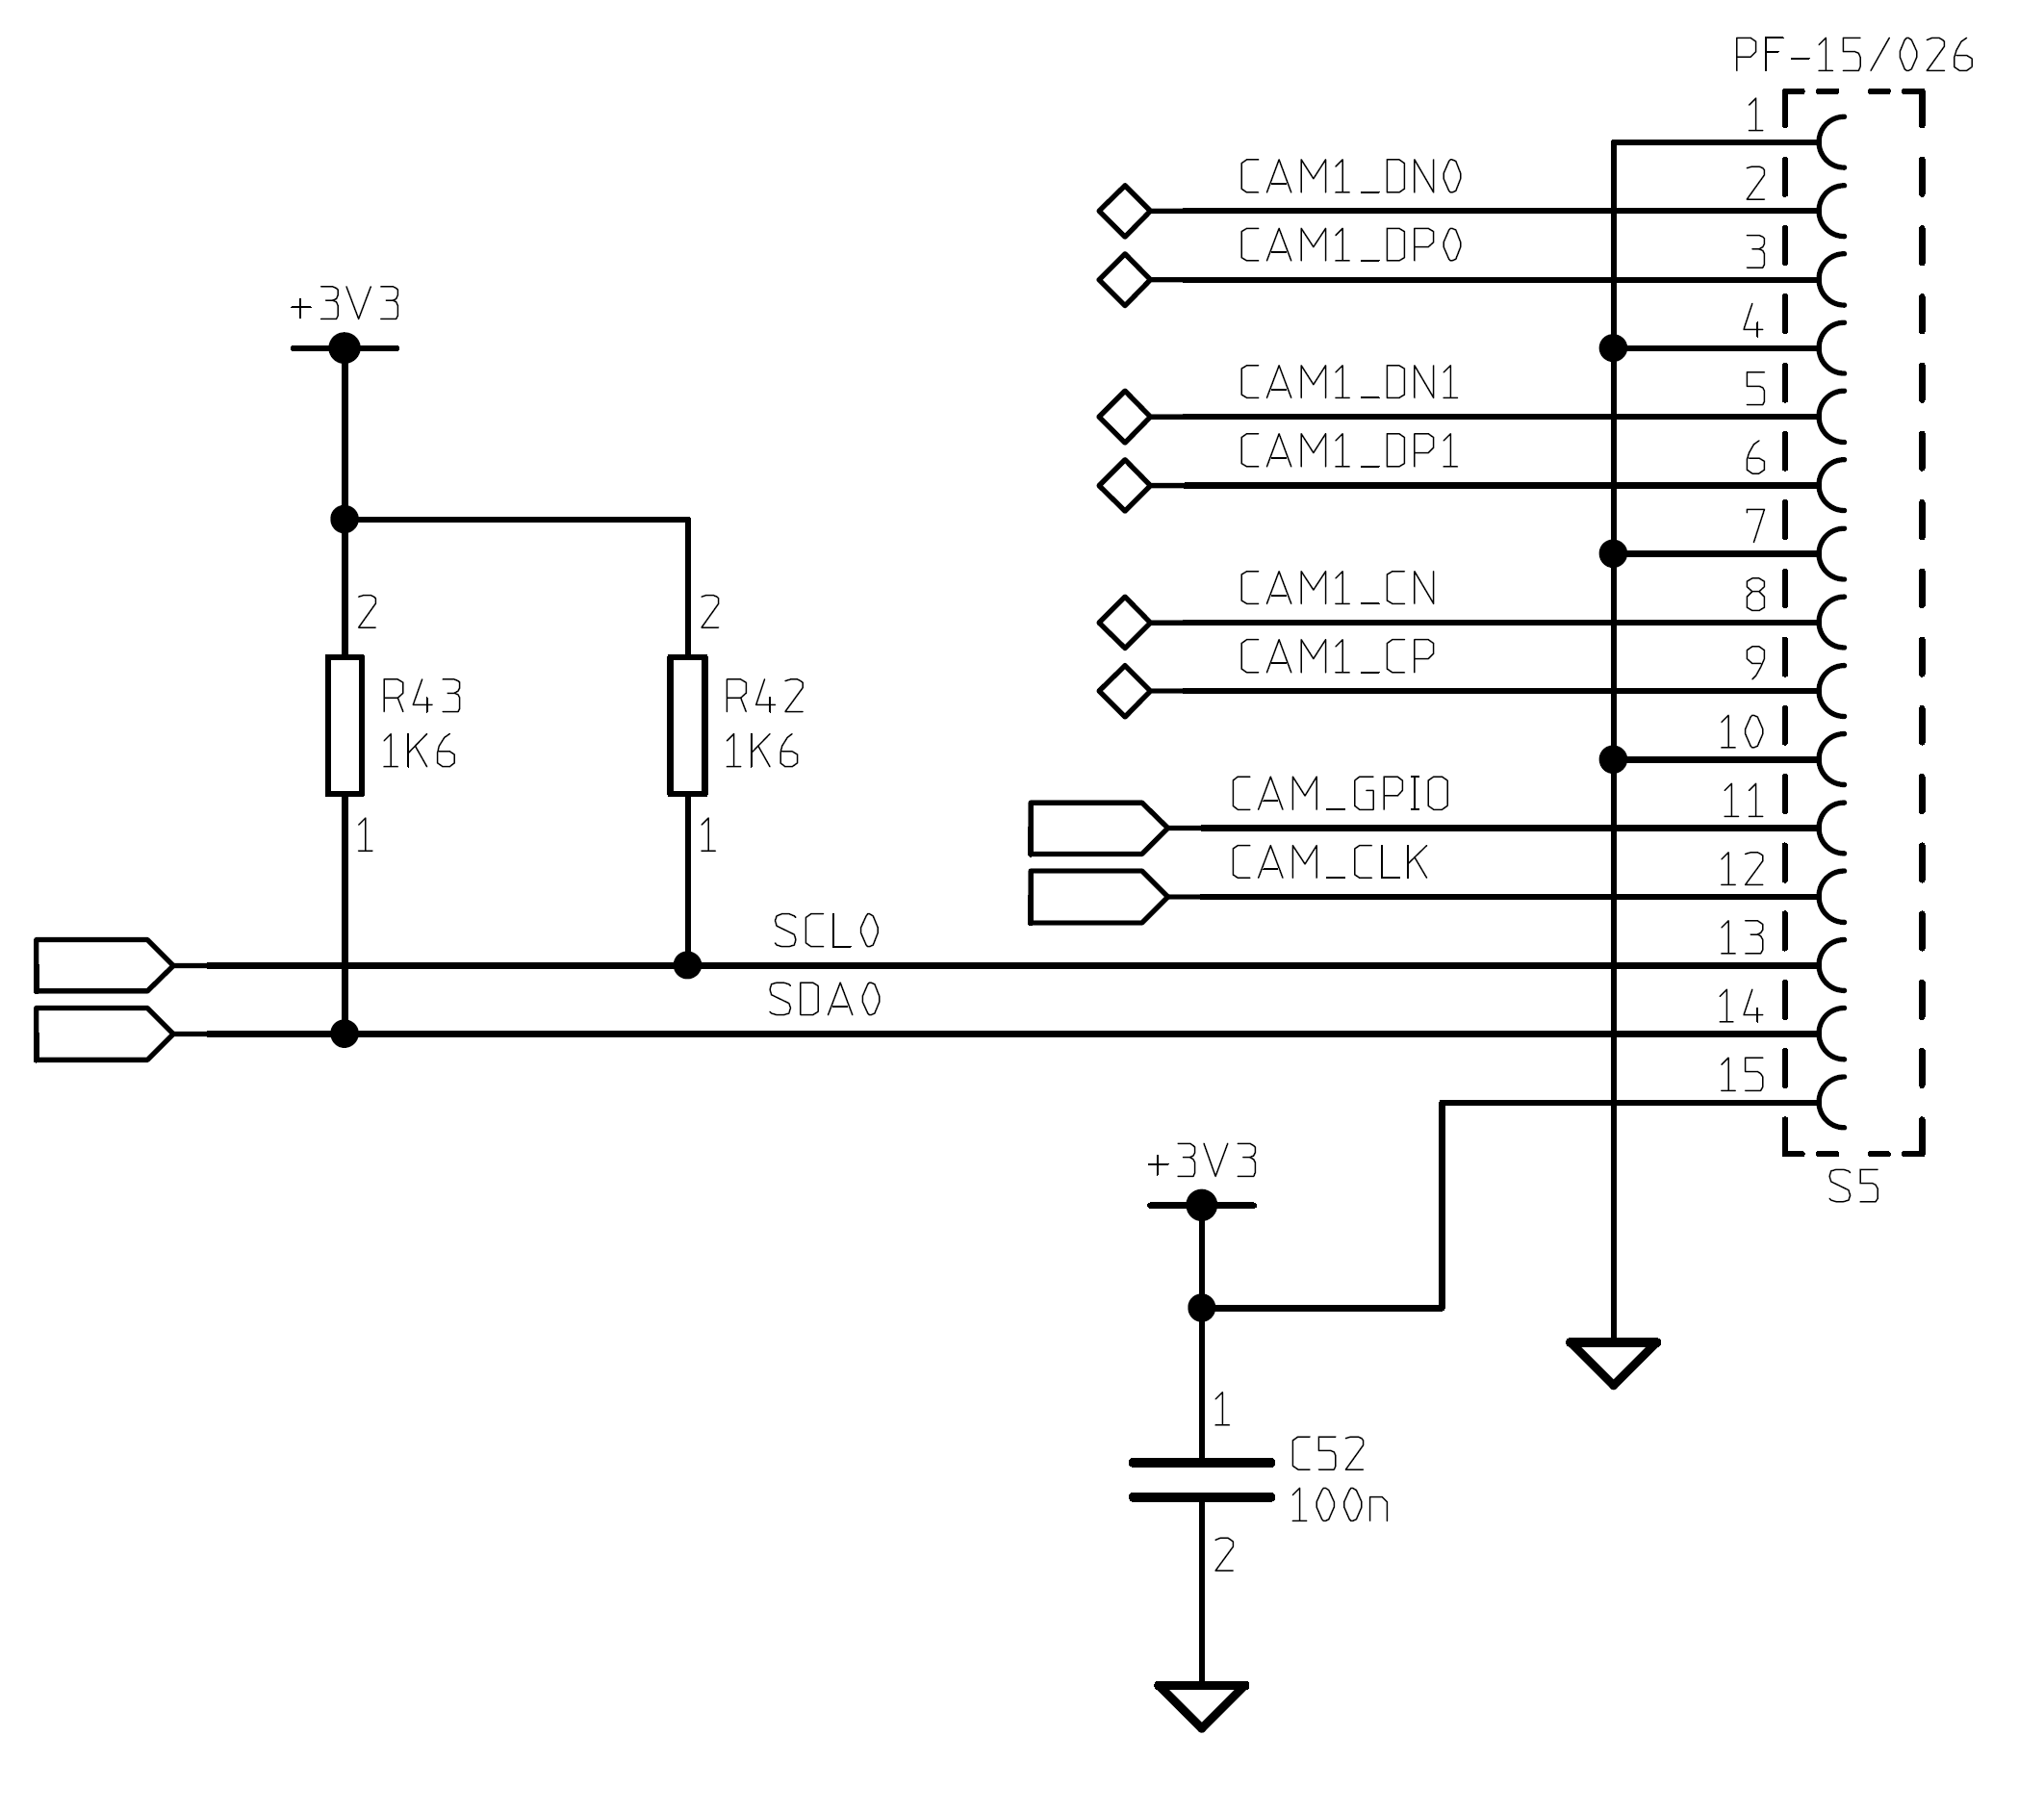 PF-15/026
1
CAM1_DN0
2
CAM1_DP0
3
+3V3
4
CAM1_DN1
5
CAM1_DP1
6
7
CAM1_CN
8
2
2
CAM1_CP
9
R43
1K6
R42
1K6
10
CAM_GPIO
11
1
1
CAM_CLK
12
SCL0
13
SDA0
14
15
+3V3
S5
1
C52
100n
2